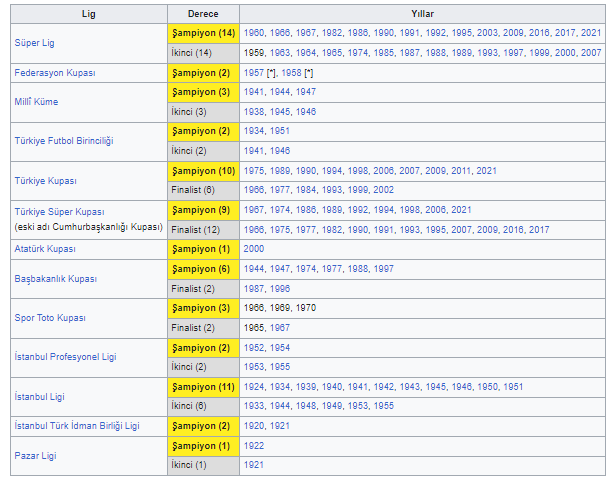 Lig Derece Yıllar
Süper Lig
Şampiyon (14) 1960, 1966, 1967, 1982, 1986, 1990, 1991, 1992, 1995, 2003, 2009, 2016, 2017, 2021
İkinci (14) 1959, 1963, 1964, 1965, 1974, 1985, 1987, 1988, 1989, 1993, 1997, 1999, 2000, 2007
Federasyon Kupası Şampiyon (2) 1957 [*], 1958 [*]
Millî Küme
Şampiyon (3) 1941, 1944, 1947
İkinci (3) 1938, 1945, 1946
Türkiye Futbol Birinciliği
Şampiyon (2) 1934, 1951
İkinci (2) 1941, 1946
Türkiye Kupası
Şampiyon (10) 1975, 1989, 1990, 1994, 1998, 2006, 2007, 2009, 2011, 2021
Finalist (6) 1966, 1977, 1984, 1993, 1999, 2002
Türkiye Süper Kupası
(eski adı Cumhurbaşkanlığı Kupası)
Şampiyon (9) 1967, 1974, 1986, 1989, 1992, 1994, 1998, 2006, 2021
Finalist (12) 1966, 1975, 1977, 1982, 1990, 1991, 1993, 1995, 2007, 2009, 2016, 2017
Atatürk Kupası Şampiyon (1) 2000
Başbakanlık Kupası
Şampiyon (6) 1944, 1947, 1974, 1977, 1988, 1997
Finalist (2) 1987, 1996
Spor Toto Kupası
Şampiyon (3) 1966, 1969, 1970
Finalist (2) 1965, 1967
İstanbul Profesyonel Ligi
Şampiyon (2) 1952, 1954
İkinci (2) 1953, 1955
İstanbul Ligi
Şampiyon (11) 1924, 1934, 1939, 1940, 1941, 1942, 1943, 1945, 1946, 1950, 1951
İkinci (6) 1933, 1944, 1948, 1949, 1953, 1955
İstanbul Türk İdman Birliği Ligi Şampiyon (2) 1920, 1921
Pazar Ligi
Şampiyon (1) 1922
İkinci (1) 1921